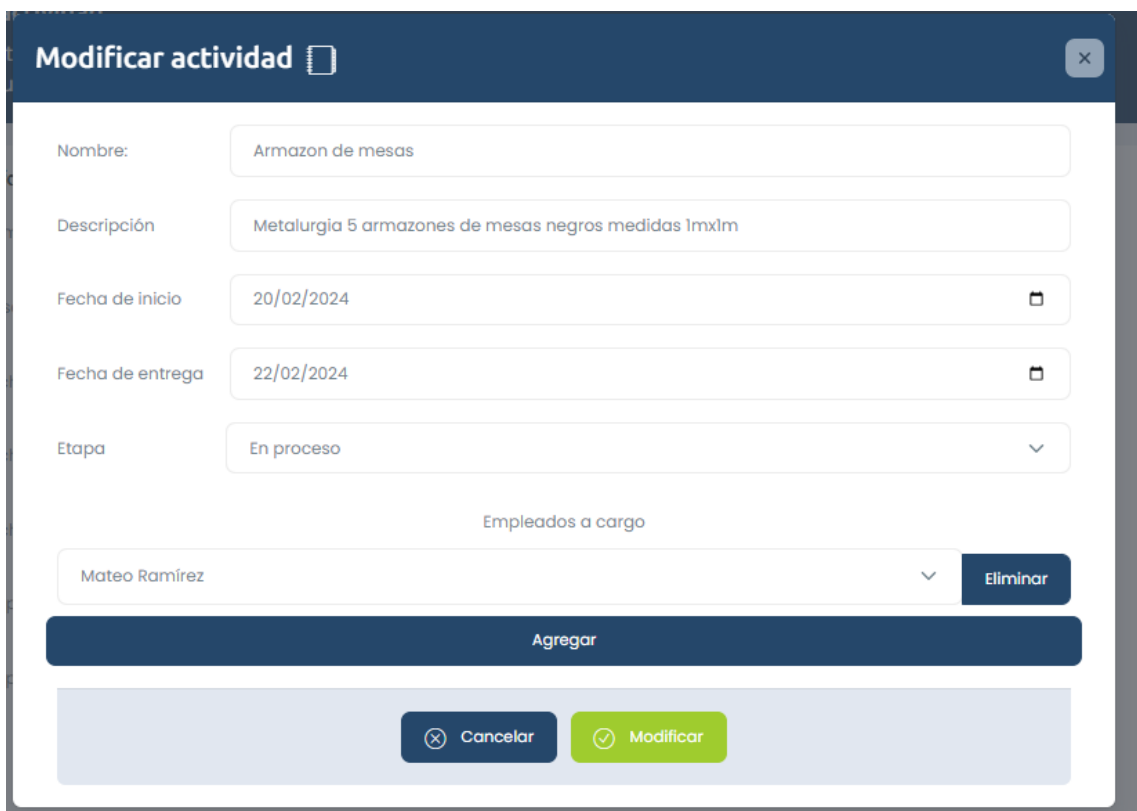 Modificar actividad
Nombre: Armazon de mesas
Descripción Metalurgia 5 armazones de mesas negros medidas 1mx1m
Fecha de inicio 20/02/2024
Fecha de entrega 22/02/2024
Etapa En proceso
Empleados a cargo
Mateo Ramírez Eliminar
Agregar
Cancelar Modificar